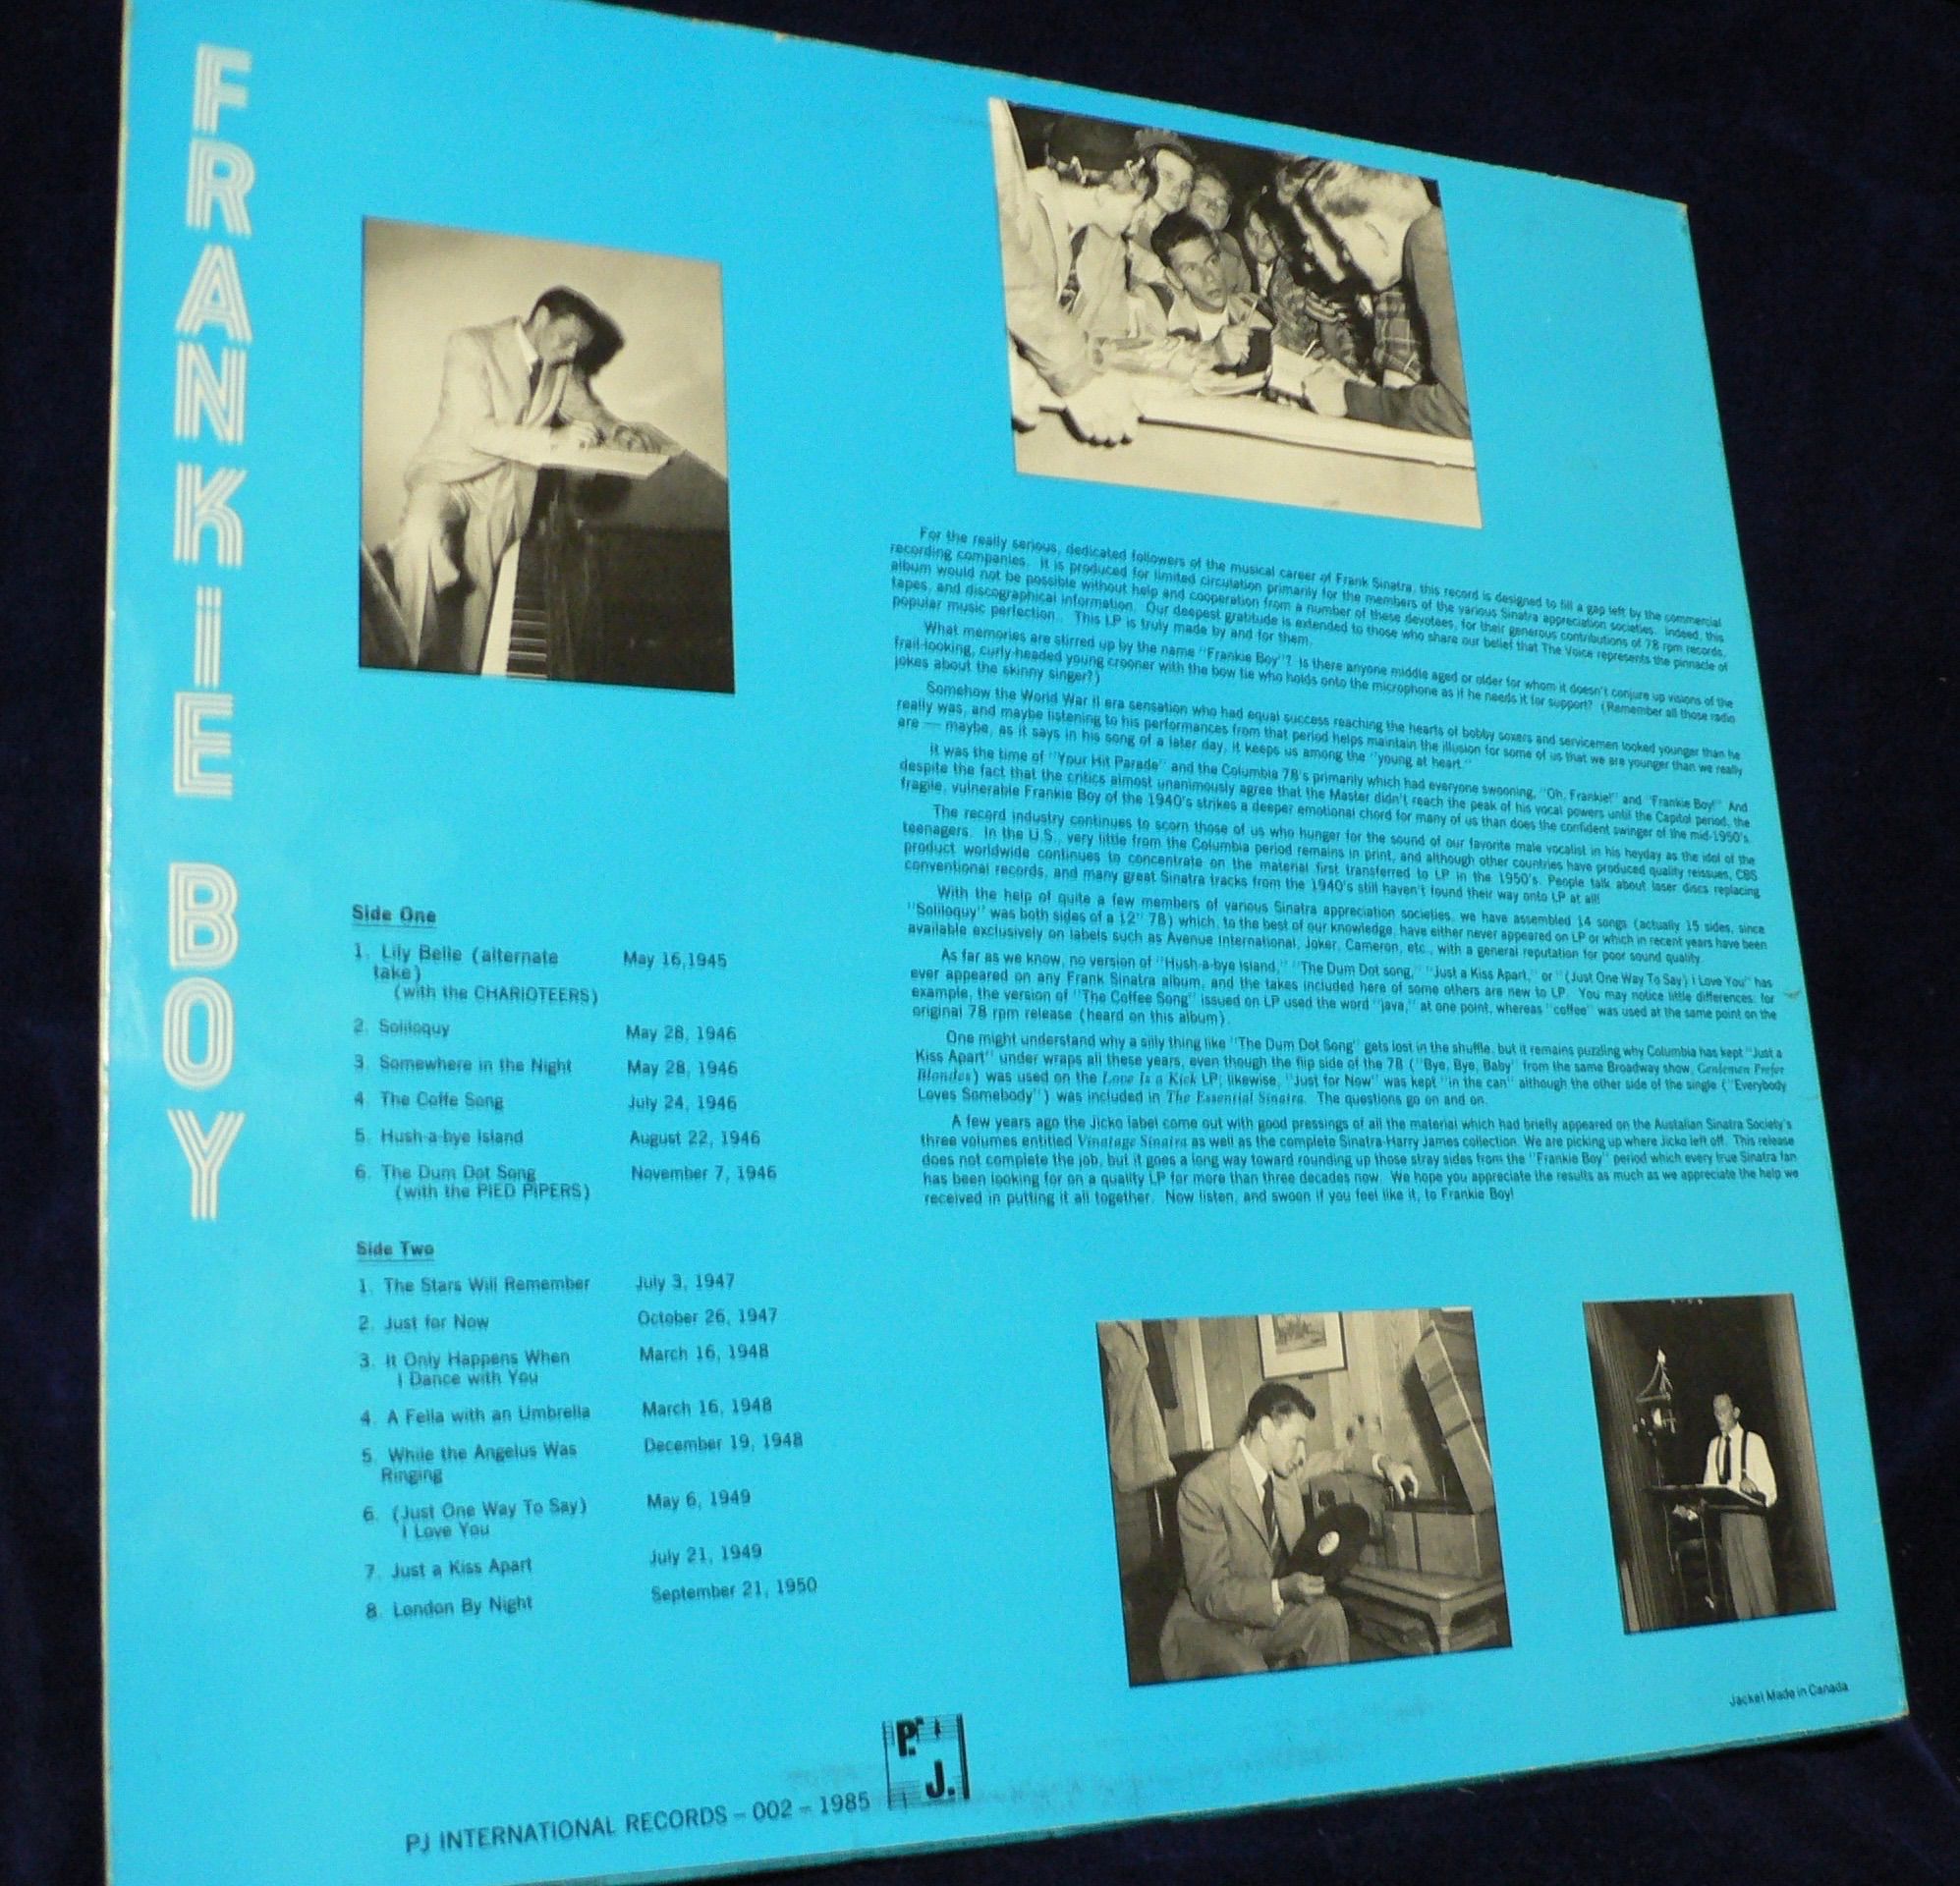 FRANKIE BOY
For the really serious, dedicated followers of the musical career of Frank Sinatra, this record is designed to fill a gap left by the commercial
recording companies. It is produced for limited circulation primarily for the members of the various Sinatra appreciation societies. Indeed, this
album would not be possible without help and cooperation from a number of these devotees, for their generous contributions of 78 rpm records,
tapes, and discographical information. Our deepest gratitude is extended to those who share our belief that The Voice represents the pinnacle of
popular music perfection. This LP is truly made by and for them.
What memories are stirred up by the name "Frankie Boy"? Is there anyone middle aged or older for whom it doesn't conjure up visions of the
frail-looking, curly-headed young crooner with the bow tie who holds onto the microphone as if he needs it for support? (Remember all those radio
jokes about the skinny singer?)
Somehow the World War II era sensation who had equal success reaching the hearts of bobby soxers and servicemen looked younger than he
really was, and maybe listening to his performances from that period helps maintain the illusion for some of us that we are younger than we really
are — maybe, as it says in his song of a later day, it keeps us among the "young at heart."
It was the time of "Your Hit Parade" and the Columbia 78's primarily which had everyone swooning, "Oh, Frankie!" and "Frankie Boy!" And
despite the fact that the critics almost unanimously agree that the Master didn't reach the peak of his vocal powers until the Capitol period, the
fragile, vulnerable Frankie Boy of the 1940's strikes a deeper emotional chord for many of us than does the confident swinger of the mid-1950's.
The record industry continues to scorn those of us who hunger for the sound of our favorite male vocalist in his heyday as the idol of the
teenagers. In the U.S., very little from the Columbia period remains in print, and although other countries have produced quality reissues, CBS
product worldwide continues to concentrate on the material first transferred to LP in the 1950's. People talk about laser discs replacing
conventional records, and many great Sinatra tracks from the 1940's still haven't found their way onto LP at all!
With the help of quite a few members of various Sinatra appreciation societies, we have assembled 14 songs (actually 15 sides, since
"Soliloquy" was both sides of a 12" 78) which, to the best of our knowledge, have either never appeared on LP or which in recent years have been
available exclusively on labels such as Avenue International, Joker, Cameron, etc., with a general reputation for poor sound quality.
As far as we know, no version of "Hush-a-bye Island," "The Dum Dot song," "Just a Kiss Apart," or "(Just One Way To Say) I Love You" has
ever appeared on any Frank Sinatra album, and the takes included here of some others are new to LP. You may notice little differences: for
example, the version of "The Coffee Song" issued on LP used the word "java," at one point, whereas "coffee" was used at the same point on the
original 78 rpm release (heard on this album).
One might understand why a silly thing like "The Dum Dot Song" gets lost in the shuffle, but it remains puzzling why Columbia has kept "Just a
Kiss Apart" under wraps all these years, even though the flip side of the 78 ("Bye, Bye, Baby" from the same Broadway show, Gentlemen Prefer
Blondes) was used on the Love Is a Kick LP; likewise, "Just for Now" was kept "in the can" although the other side of the single ("Everybody
Loves Somebody") was included in The Essential Sinatra. The questions go on and on.
A few years ago the Jicko label come out with good pressings of all the material which had briefly appeared on the Austalian Sinatra Society's
three volumes entitled Vinatage Sinatra as well as the complete Sinatra-Harry James collection. We are picking up where Jicko left off. This release
does not complete the job, but it goes a long way toward rounding up those stray sides from the "Frankie Boy" period which every true Sinatra fan
has been looking for on a quality LP for more than three decades now. We hope you appreciate the results as much as we appreciate the help we
received in putting it all together. Now listen, and swoon if you feel like it, to Frankie Boy!
Side One
1. Lily Belle (alternate May 16,1945
take)
(with the CHARIOTEERS)
2. Soliloquy May 28, 1946
3. Somewhere in the Night May 28, 1946
4. The Coffe Song July 24, 1946
5. Hush-a-bye Island August 22, 1946
6. The Dum Dot Song November 7, 1946
(with the PIED PIPERS)
Side Two
1. The Stars Will Remember July 3, 1947
2. Just for Now October 26, 1947
3. It Only Happens When March 16, 1948
I Dance with You
4. A Fella with an Umbrella March 16, 1948
5. While the Angelus Was December 19, 1948
Ringing
6. (Just One Way To Say) May 6, 1949
I Love You
7. Just a Kiss Apart July 21, 1949
8. London By Night September 21, 1950
Jacket Made in Canada
P.
J.
PJ INTERNATIONAL RECORDS – 002 – 1985